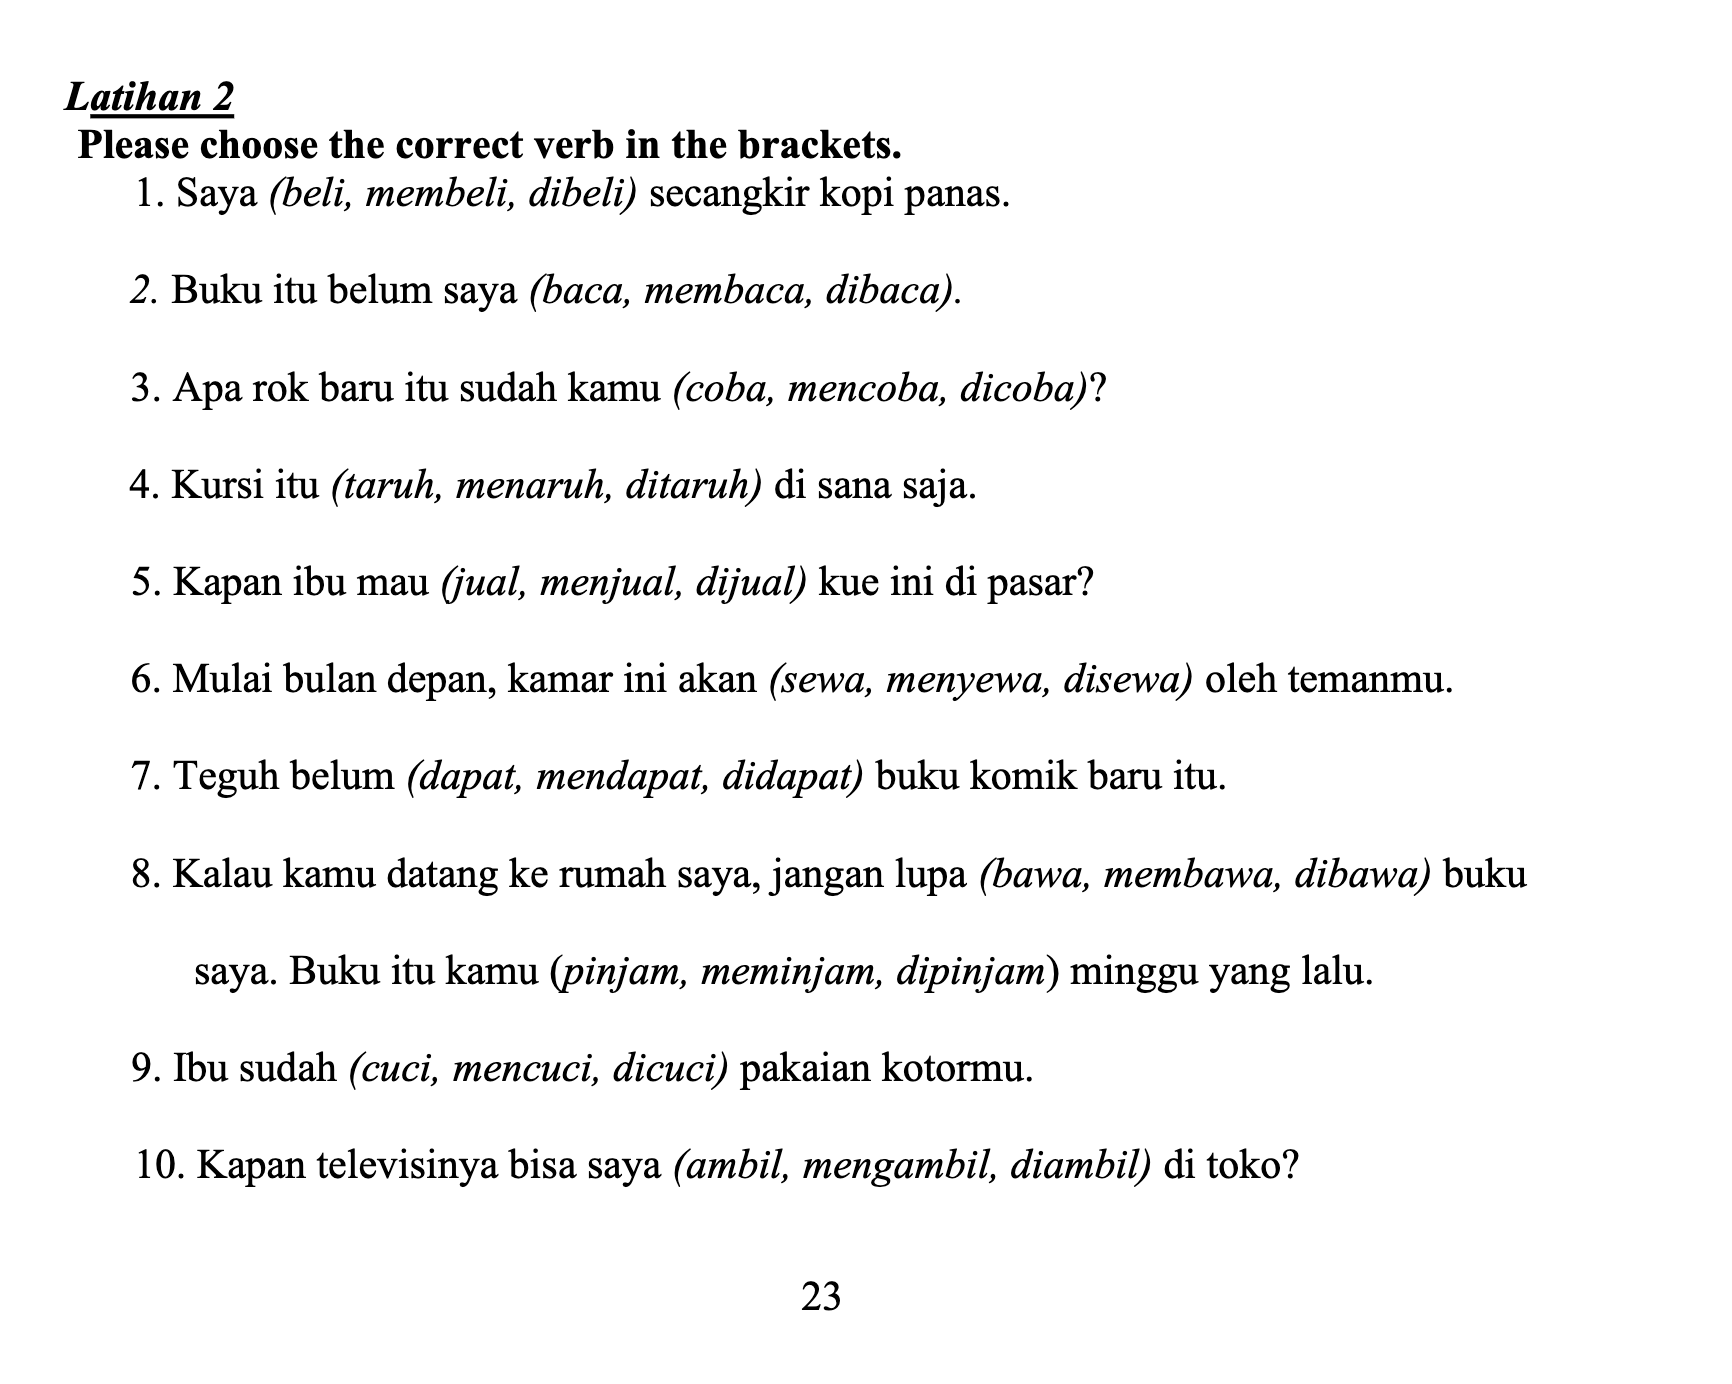 Latihan 2
Please choose the correct verb in the brackets.
1. Saya (beli, membeli, dibeli) secangkir kopi panas.
2. Buku itu belum saya (baca, membaca, dibaca).
3. Apa rok baru itu sudah kamu (coba, mencoba, dicoba)?
4. Kursi itu (taruh, menaruh, ditaruh) di sana saja.
5. Kapan ibu mau (jual, menjual, dijual) kue ini di pasar?
6. Mulai bulan depan, kamar ini akan (sewa, menyewa, disewa) oleh temanmu.
7. Teguh belum (dapat, mendapat, didapat) buku komik baru itu.
8. Kalau kamu datang ke rumah saya, jangan lupa (bawa, membawa, dibawa) buku
saya. Buku itu kamu (pinjam, meminjam, dipinjam) minggu yang lalu.
9. Ibu sudah (cuci, mencuci, dicuci) pakaian kotormu.
10. Kapan televisinya bisa saya (ambil, mengambil, diambil) di toko?
23